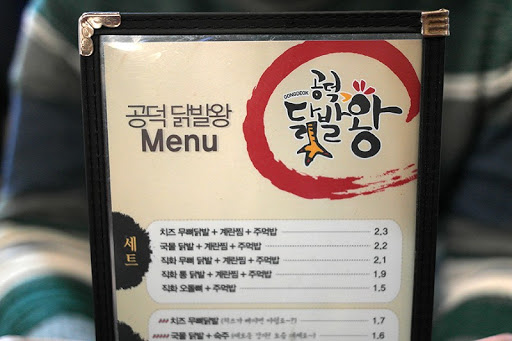 공덕 닭발왕
Menu
GONGDEOK
공덕
닭발왕
세트
치즈 무뼈닭발 + 계란찜 + 주먹밥 2.3
국물 닭발 + 계란찜 + 주먹밥 2.2
직화 무뼈 닭발 + 계란찜 + 주먹밥 2.1
직화 통 닭발 + 계란찜 + 주먹밥 1.9
직화 오돌뼈 + 주먹밥 1.5
치즈 무뼈닭발 1.7
국물 닭발 + 숙주 1.6